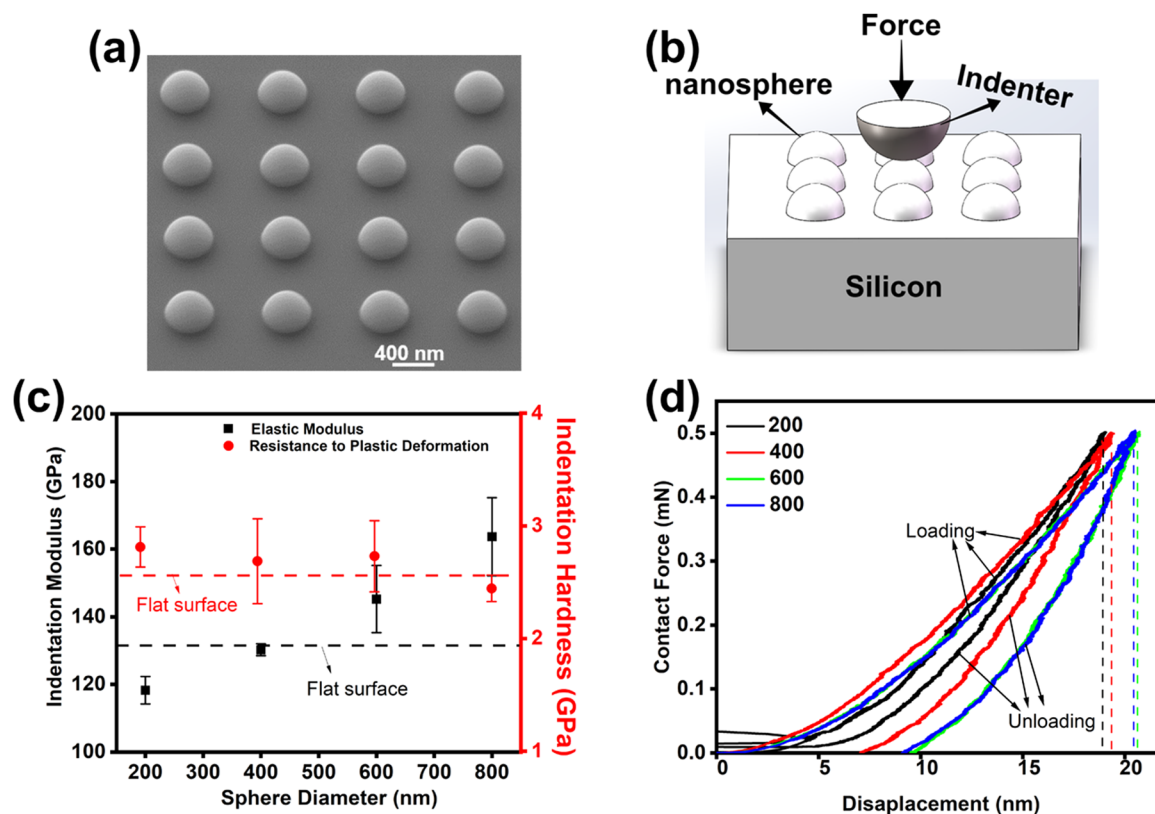 (a)
400 nm
(b)
Force
nanosphere
Indenter
Silicon
(c)
200
180
160
140
120
100
Indentation Modulus (GPa)
Elastic Modulus
Resistance to Plastic Deformation
Flat surface
Flat surface
4
3
2
1
Indentation Hardness (GPa)
200 300 400 500 600 700 800
Sphere Diameter (nm)
(d)
0.5
0.4
0.3
0.2
0.1
0.0
Contact Force (mN)
200
400
600
800
Loading
Unloading
0 5 10 15 20
Disaplacement (nm)